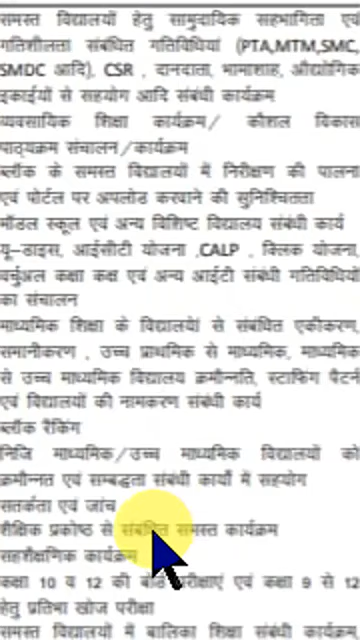 समस्त विद्यालयों हेतु सामुदायिक सहभागिता एवं
गतिशीलता संबंधित गतिविधियां (PTA,MTM,SMC,
SMDC आदि), CSR , दानदाता, भामाशाह, औद्योगिक
इकाईयों से सहयोग आदि संबंधी कार्यक्रम
व्यवसायिक शिक्षा कार्यक्रम/ कौशल विकास
पाठ्यक्रम संचालन/कार्यक्रम
ब्लॉक के समस्त विद्यालयों में निरीक्षण की पालना
एवं पोर्टल पर अपलोड करवाने की सुनिश्चितता
मॉडल स्कूल एवं अन्य विशिष्ट विद्यालय संबंधी कार्य
यू–डाइस, आईसीटी योजना ,CALP , क्लिक योजना,
वर्चुअल कक्षा कक्ष एवं अन्य आईटी संबंधी गतिविधियों
का संचालन
माध्यमिक शिक्षा के विद्यालयों से संबंधित एकीकरण,
समानीकरण , उच्च प्राथमिक से माध्यमिक, माध्यमिक
से उच्च माध्यमिक विद्यालय क्रमौन्नति, स्टाफिंग पैटर्न
एवं विद्यालयों की नामकरण संबंधी कार्य
ब्लॉक रैंकिंग
निजि माध्यमिक/उच्च माध्यमिक विद्यालयों को
क्रमौन्नत एवं सम्बद्धता संबंधी कार्यों में सहयोग
सतर्कता एवं जांच
शैक्षिक प्रकोष्ठ से संबंधित समस्त कार्यक्रम
सहशैक्षणिक कार्यक्रम
कक्षा 10 व 12 की बोर्ड परीक्षाएं एवं कक्षा 9 से 12
हेतु प्रतिभा खोज परीक्षा
समस्त विद्यालयों में बालिका शिक्षा संबंधी कार्यक्रम,